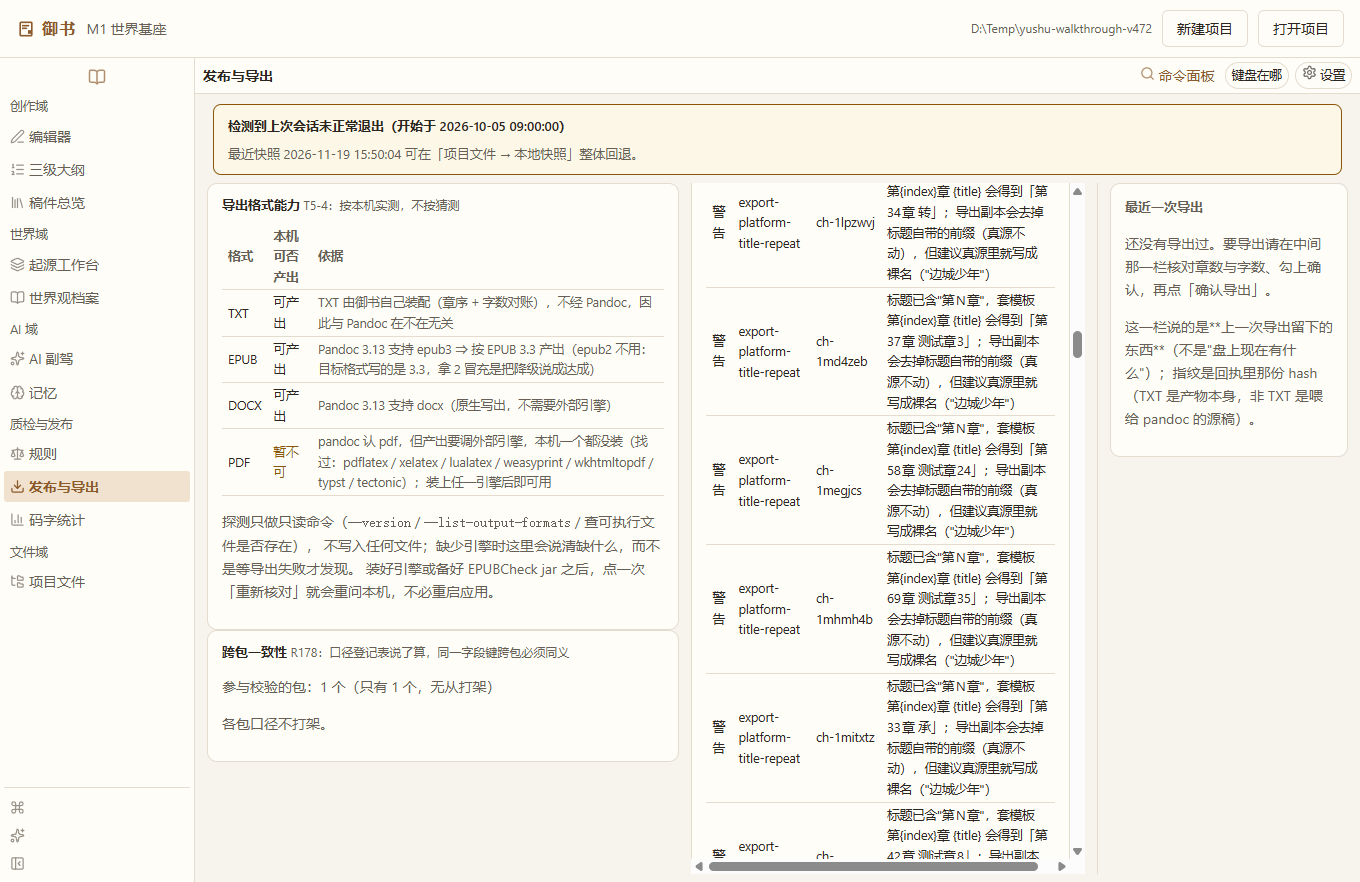 御书 M1 世界基座
D:\Temp\yushu-walkthrough-v472 新建项目 打开项目
创作域
编辑器
三级大纲
稿件总览
世界域
起源工作台
世界观档案
AI 域
AI 副驾
记忆
质检与发布
规则
发布与导出
码字统计
文件域
项目文件
发布与导出
命令面板 键盘在哪 设置
检测到上次会话未正常退出（开始于 2026-10-05 09:00:00）
最近快照 2026-11-19 15:50:04 可在「项目文件 → 本地快照」整体回退。
导出格式能力 T5-4：按本机实测，不按猜测
格式 本机可否产出 依据
TXT 可产出 TXT 由御书自己装配（章序 + 字数对账），不经 Pandoc，因
此与 Pandoc 在不在无关
EPUB 可产出 Pandoc 3.13 支持 epub3 ⇒ 按 EPUB 3.3 产出（epub2 不用：
目标格式写的是 3.3，拿 2 冒充是把降级说成达成）
DOCX 可产出 Pandoc 3.13 支持 docx（原生写出，不需要外部引擎）
PDF 暂不可 pandoc 认 pdf，但产出要调外部引擎，本机一个都没装（找
过：pdflatex / xelatex / lualatex / weasyprint / wkhtmltopdf /
typst / tectonic）；装上任一引擎后即可用
探测只做只读命令（—version / —list-output-formats / 查可执行文
件是否存在），不写入任何文件；缺少引擎时这里会说清缺什么，而不
是等导出失败才发现。 装好引擎或备好 EPUBCheck jar 之后，点一次
「重新核对」就会重问本机，不必重启应用。
跨包一致性 R178：口径登记表说了算，同一字段键跨包必须同义
参与校验的包：1 个（只有 1 个，无从打架）
各包口径不打架。
警告 export-platform-title-repeat ch-1lpzwvj
第{index}章 {title} 会得到「第
34章 转」；导出副本会去掉
标题自带的前缀（真源不
动），但建议真源里就写成
裸名（"边城少年"）
警告 export-platform-title-repeat ch-1md4zeb
标题已含"第 N 章"，套模板
第{index}章 {title} 会得到「第
37章 测试章3」；导出副本
会去掉标题自带的前缀（真
源不动），但建议真源里就
写成裸名（"边城少年"）
警告 export-platform-title-repeat ch-1megjcs
标题已含"第 N 章"，套模板
第{index}章 {title} 会得到「第
58章 测试章24」；导出副本
会去掉标题自带的前缀（真
源不动），但建议真源里就
写成裸名（"边城少年"）
警告 export-platform-title-repeat ch-1mhmh4b
标题已含"第 N 章"，套模板
第{index}章 {title} 会得到「第
69章 测试章35」；导出副本
会去掉标题自带的前缀（真
源不动），但建议真源里就
写成裸名（"边城少年"）
警告 export-platform-title-repeat ch-1mitxtz
标题已含"第 N 章"，套模板
第{index}章 {title} 会得到「第
33章 承」；导出副本会去掉
标题自带的前缀（真源不
动），但建议真源里就写成
裸名（"边城少年"）
警 export- ch-
标题已含"第 N 章"，套模板
第{index}章 {title} 会得到「第
42章 测试章8」；导出副本
最近一次导出
还没有导出过。要导出请在中间
那一栏核对章数与字数、勾上确
认，再点「确认导出」。
这一栏说的是**上一次导出留下的
东西**（不是"盘上现在有什
么"）；指纹是回执里那份 hash
（TXT 是产物本身，非 TXT 是喂
给 pandoc 的源稿）。